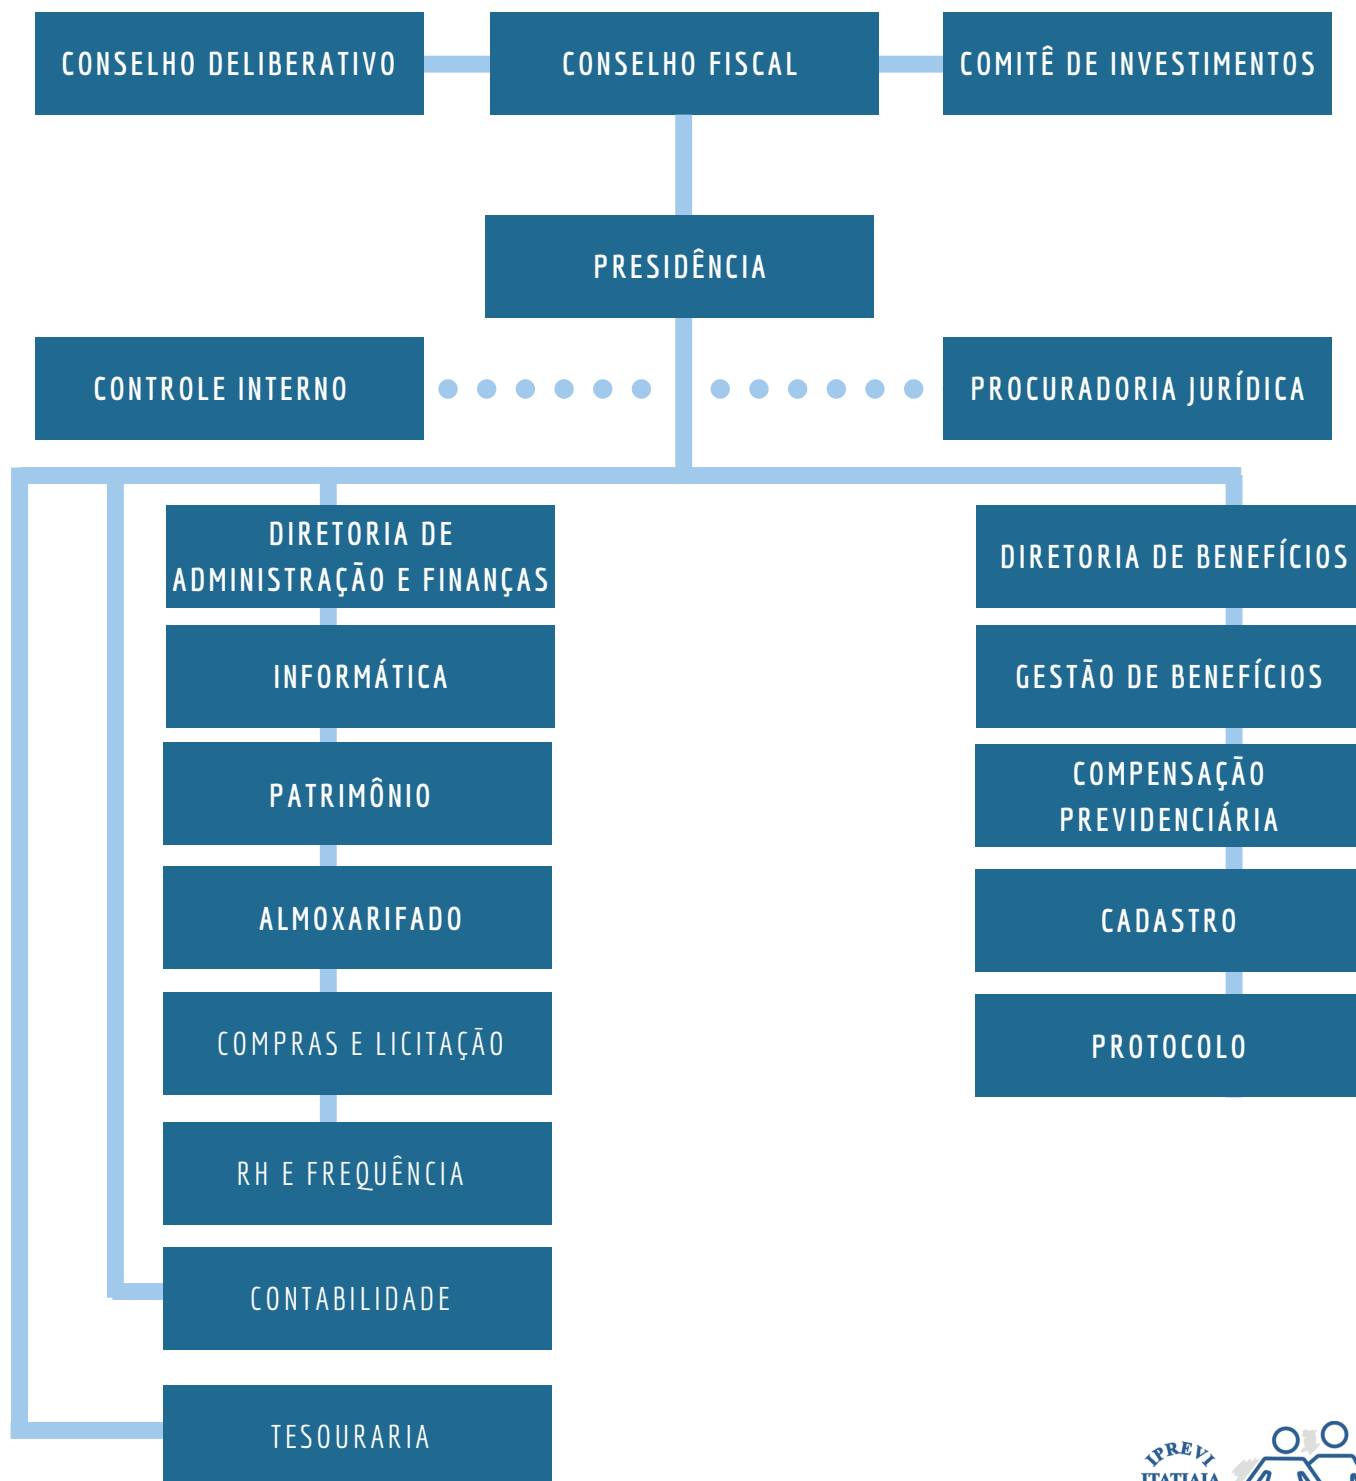 CONSELHO DELIBERATIVO
CONSELHO FISCAL
COMITÊ DE INVESTIMENTOS
PRESIDÊNCIA
CONTROLE INTERNO
PROCURADORIA JURÍDICA
DIRETORIA DE
ADMINISTRAÇÃO E FINANÇAS
INFORMÁTICA
PATRIMÔNIO
ALMOXARIFADO
COMPRAS E LICITAÇÃO
RH E FREQUÊNCIA
CONTABILIDADE
TESOURARIA
DIRETORIA DE BENEFÍCIOS
GESTÃO DE BENEFÍCIOS
COMPENSAÇÃO
PREVIDENCIÁRIA
CADASTRO
PROTOCOLO
IPREVI
ITATIAIA